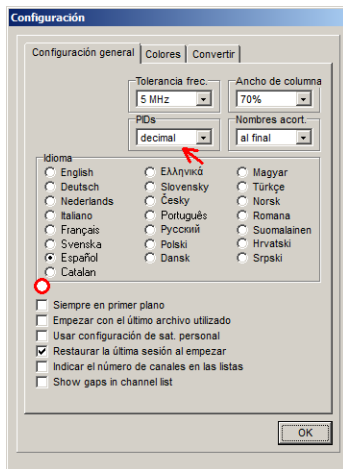 Configuración
Configuración general Colores Convertir
Tolerancia frec. Ancho de columna
5 MHz 70%
PIDs Nombres acort.
decimal al final
Idioma
English Ελληνικά Magyar
Deutsch Slovensky Türkçe
Nederlands Česky Norsk
Italiano Português Romana
Français Русский Suomalainen
Svenska Polski Hrvatski
Español Dansk Srpski
Catalan
Siempre en primer plano
Empezar con el último archivo utilizado
Usar configuración de sat. personal
Restaurar la última sesión al empezar
Indicar el número de canales en las listas
Show gaps in channel list
OK